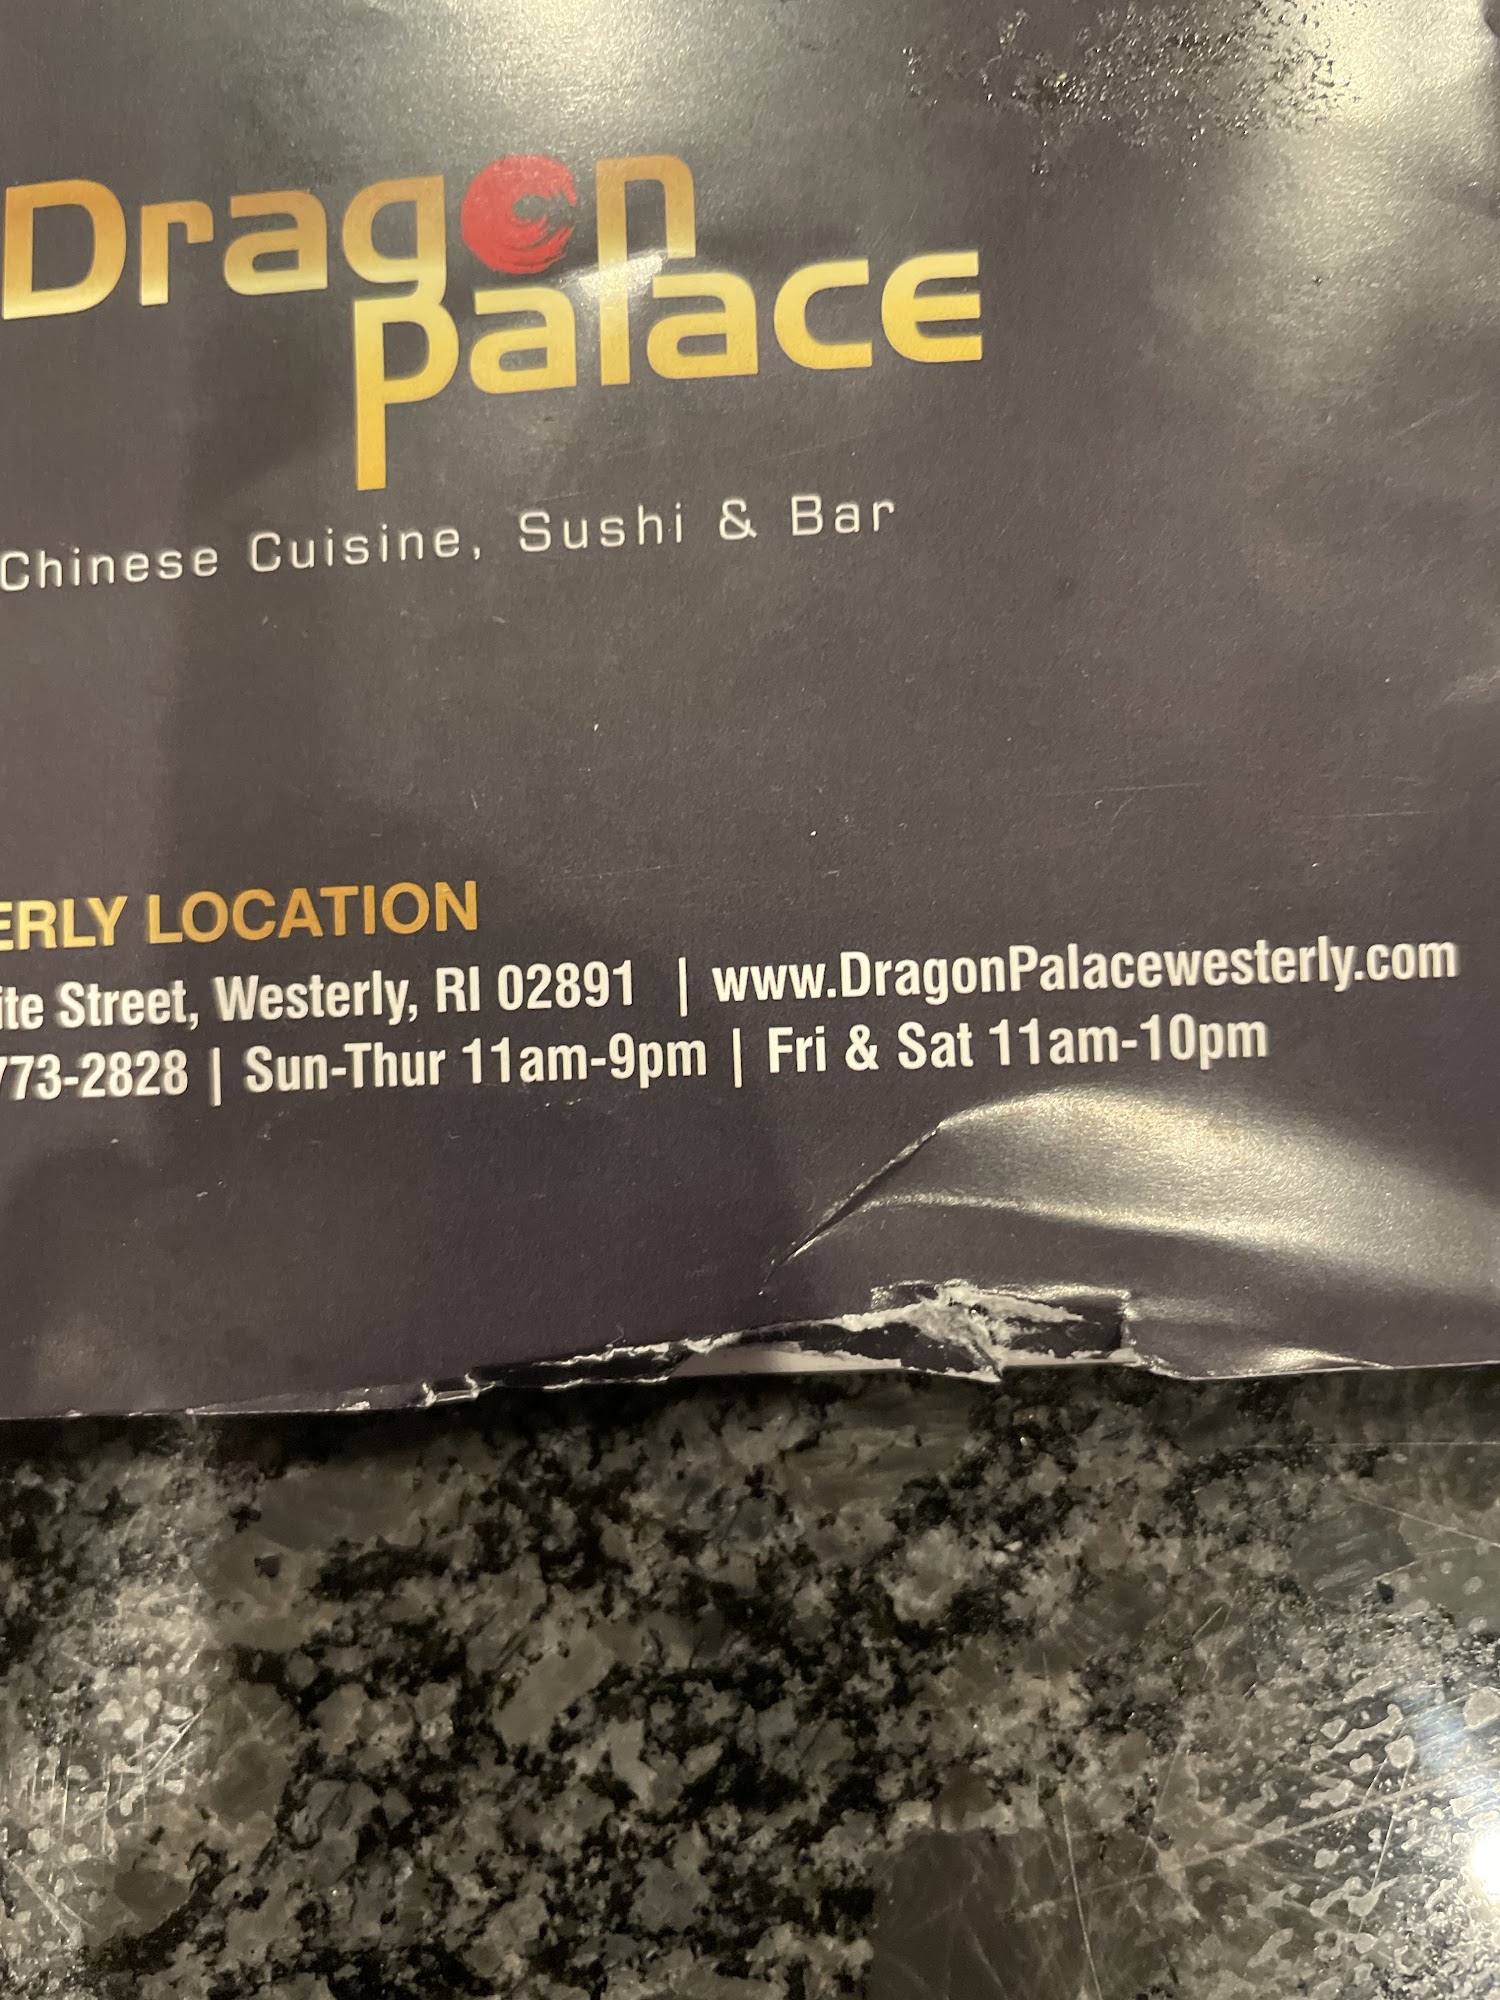 Dragon
Palace
Chinese Cuisine, Sushi & Bar
ERLY LOCATION
ite Street, Westerly, RI 02891 | www.DragonPalacewesterly.com
773-2828 | Sun-Thur 11am-9pm | Fri & Sat 11am-10pm